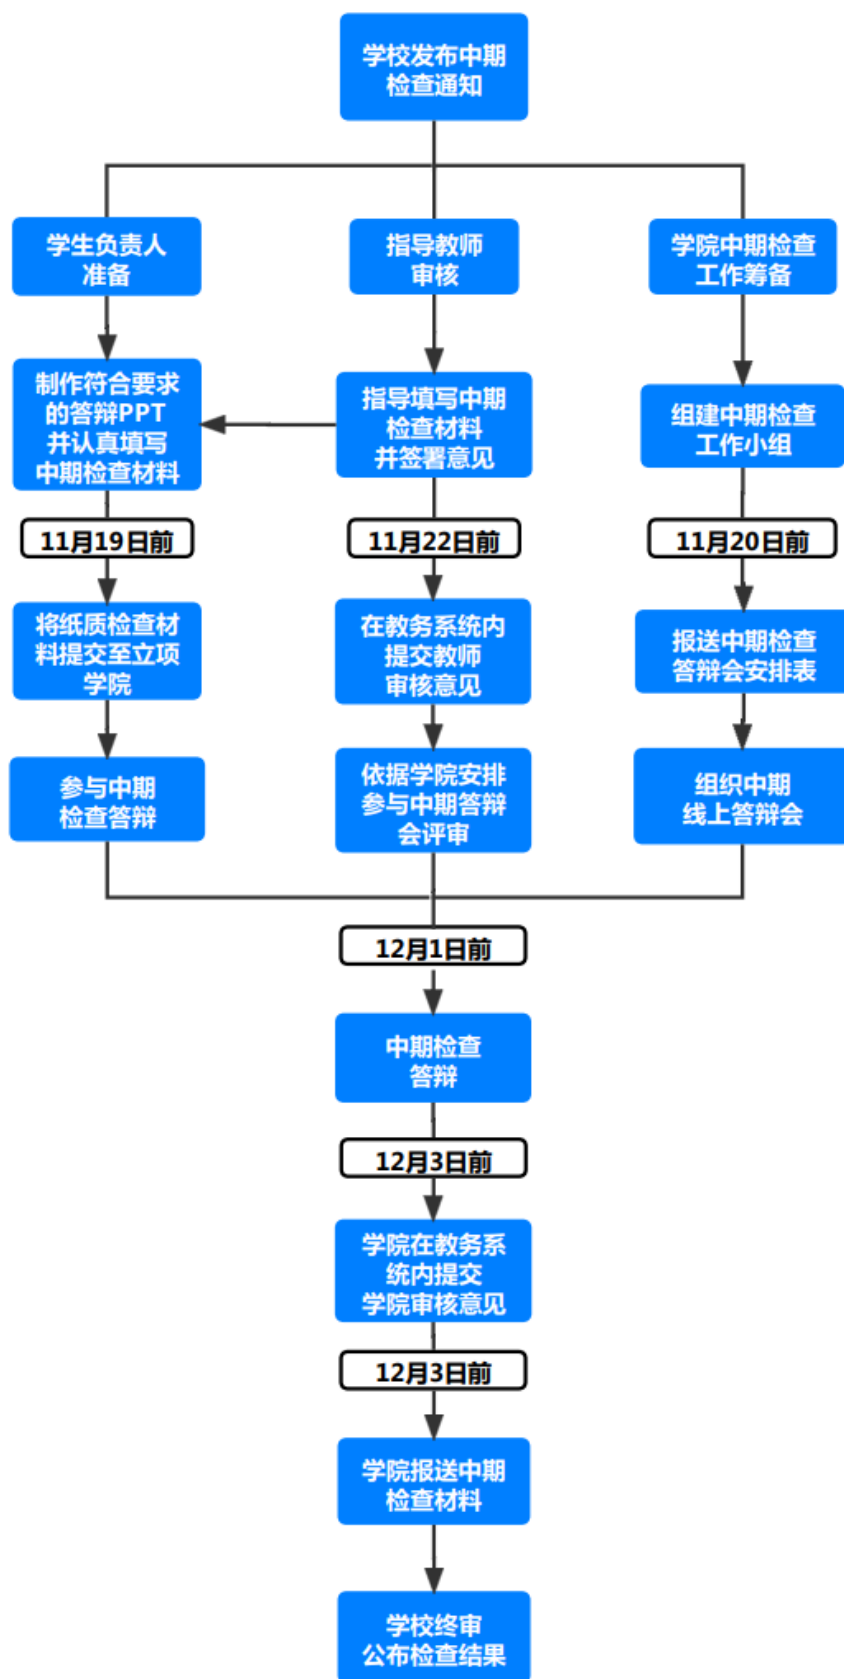 学校发布中期
检查通知
学生负责人
准备
指导教师
审核
学院中期检查
工作筹备
制作符合要求
的答辩PPT
并认真填写
中期检查材料
指导填写中期
检查材料
并签署意见
组建中期检查
工作小组
11月19日前
11月22日前
11月20日前
将纸质检查材
料提交至立项
学院
在教务系统内
提交教师
审核意见
报送中期检查
答辩会安排表
参与中期
检查答辩
依据学院安排
参与中期答辩
会评审
组织中期
线上答辩会
12月1日前
中期检查
答辩
12月3日前
学院在教务系
统内提交
学院审核意见
12月3日前
学院报送中期
检查材料
学校终审
公布检查结果